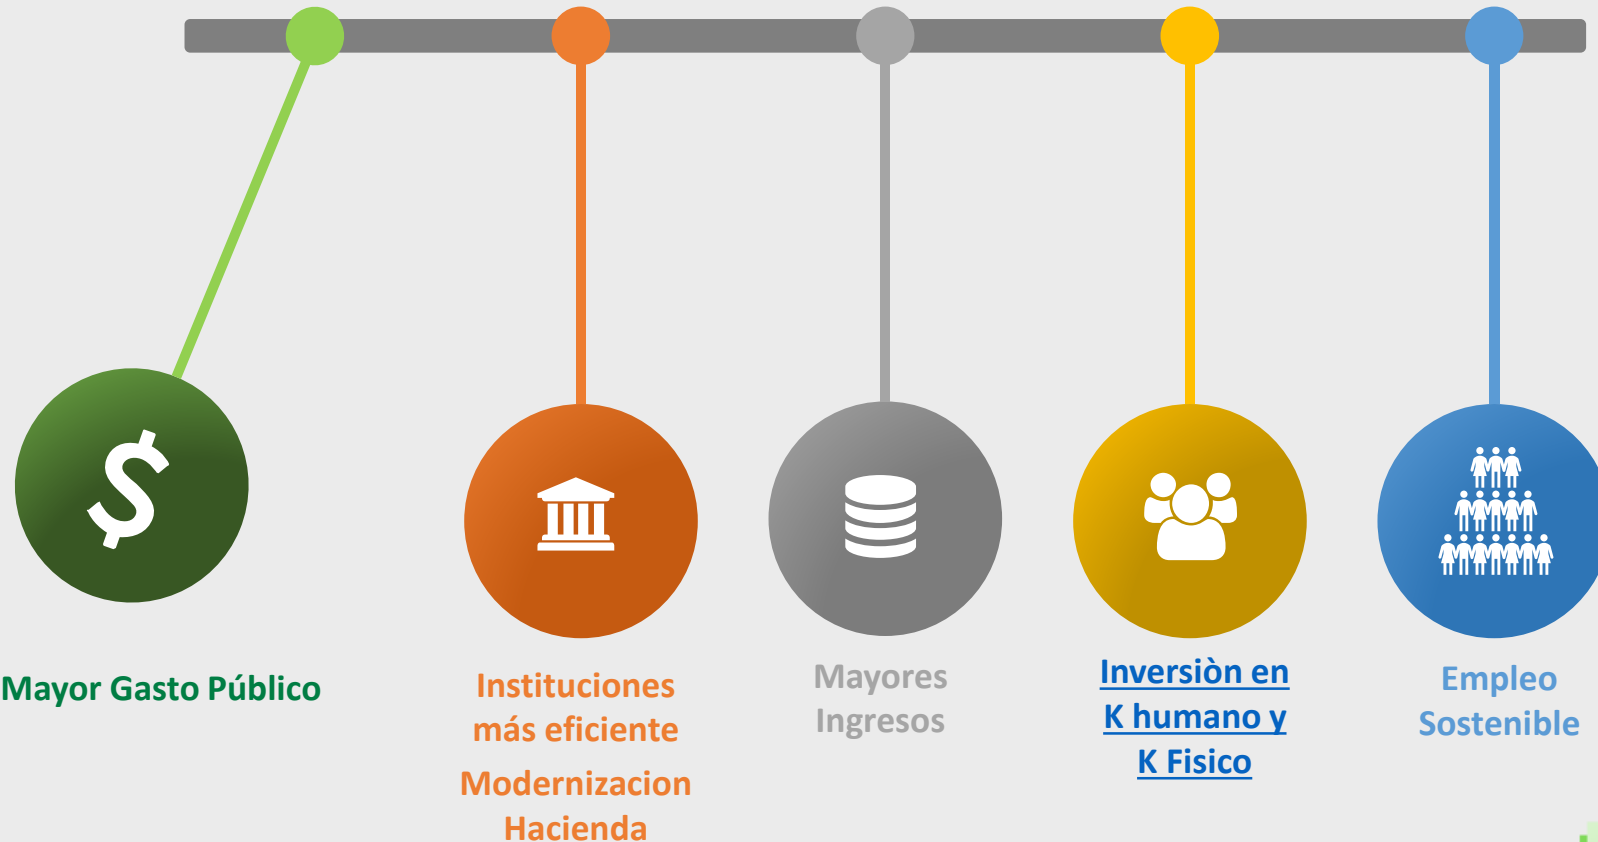 Mayor Gasto Público
Instituciones
más eficiente
Modernizacion
Hacienda
Mayores
Ingresos
Inversiòn en
K humano y
K Fisico
Empleo
Sostenible